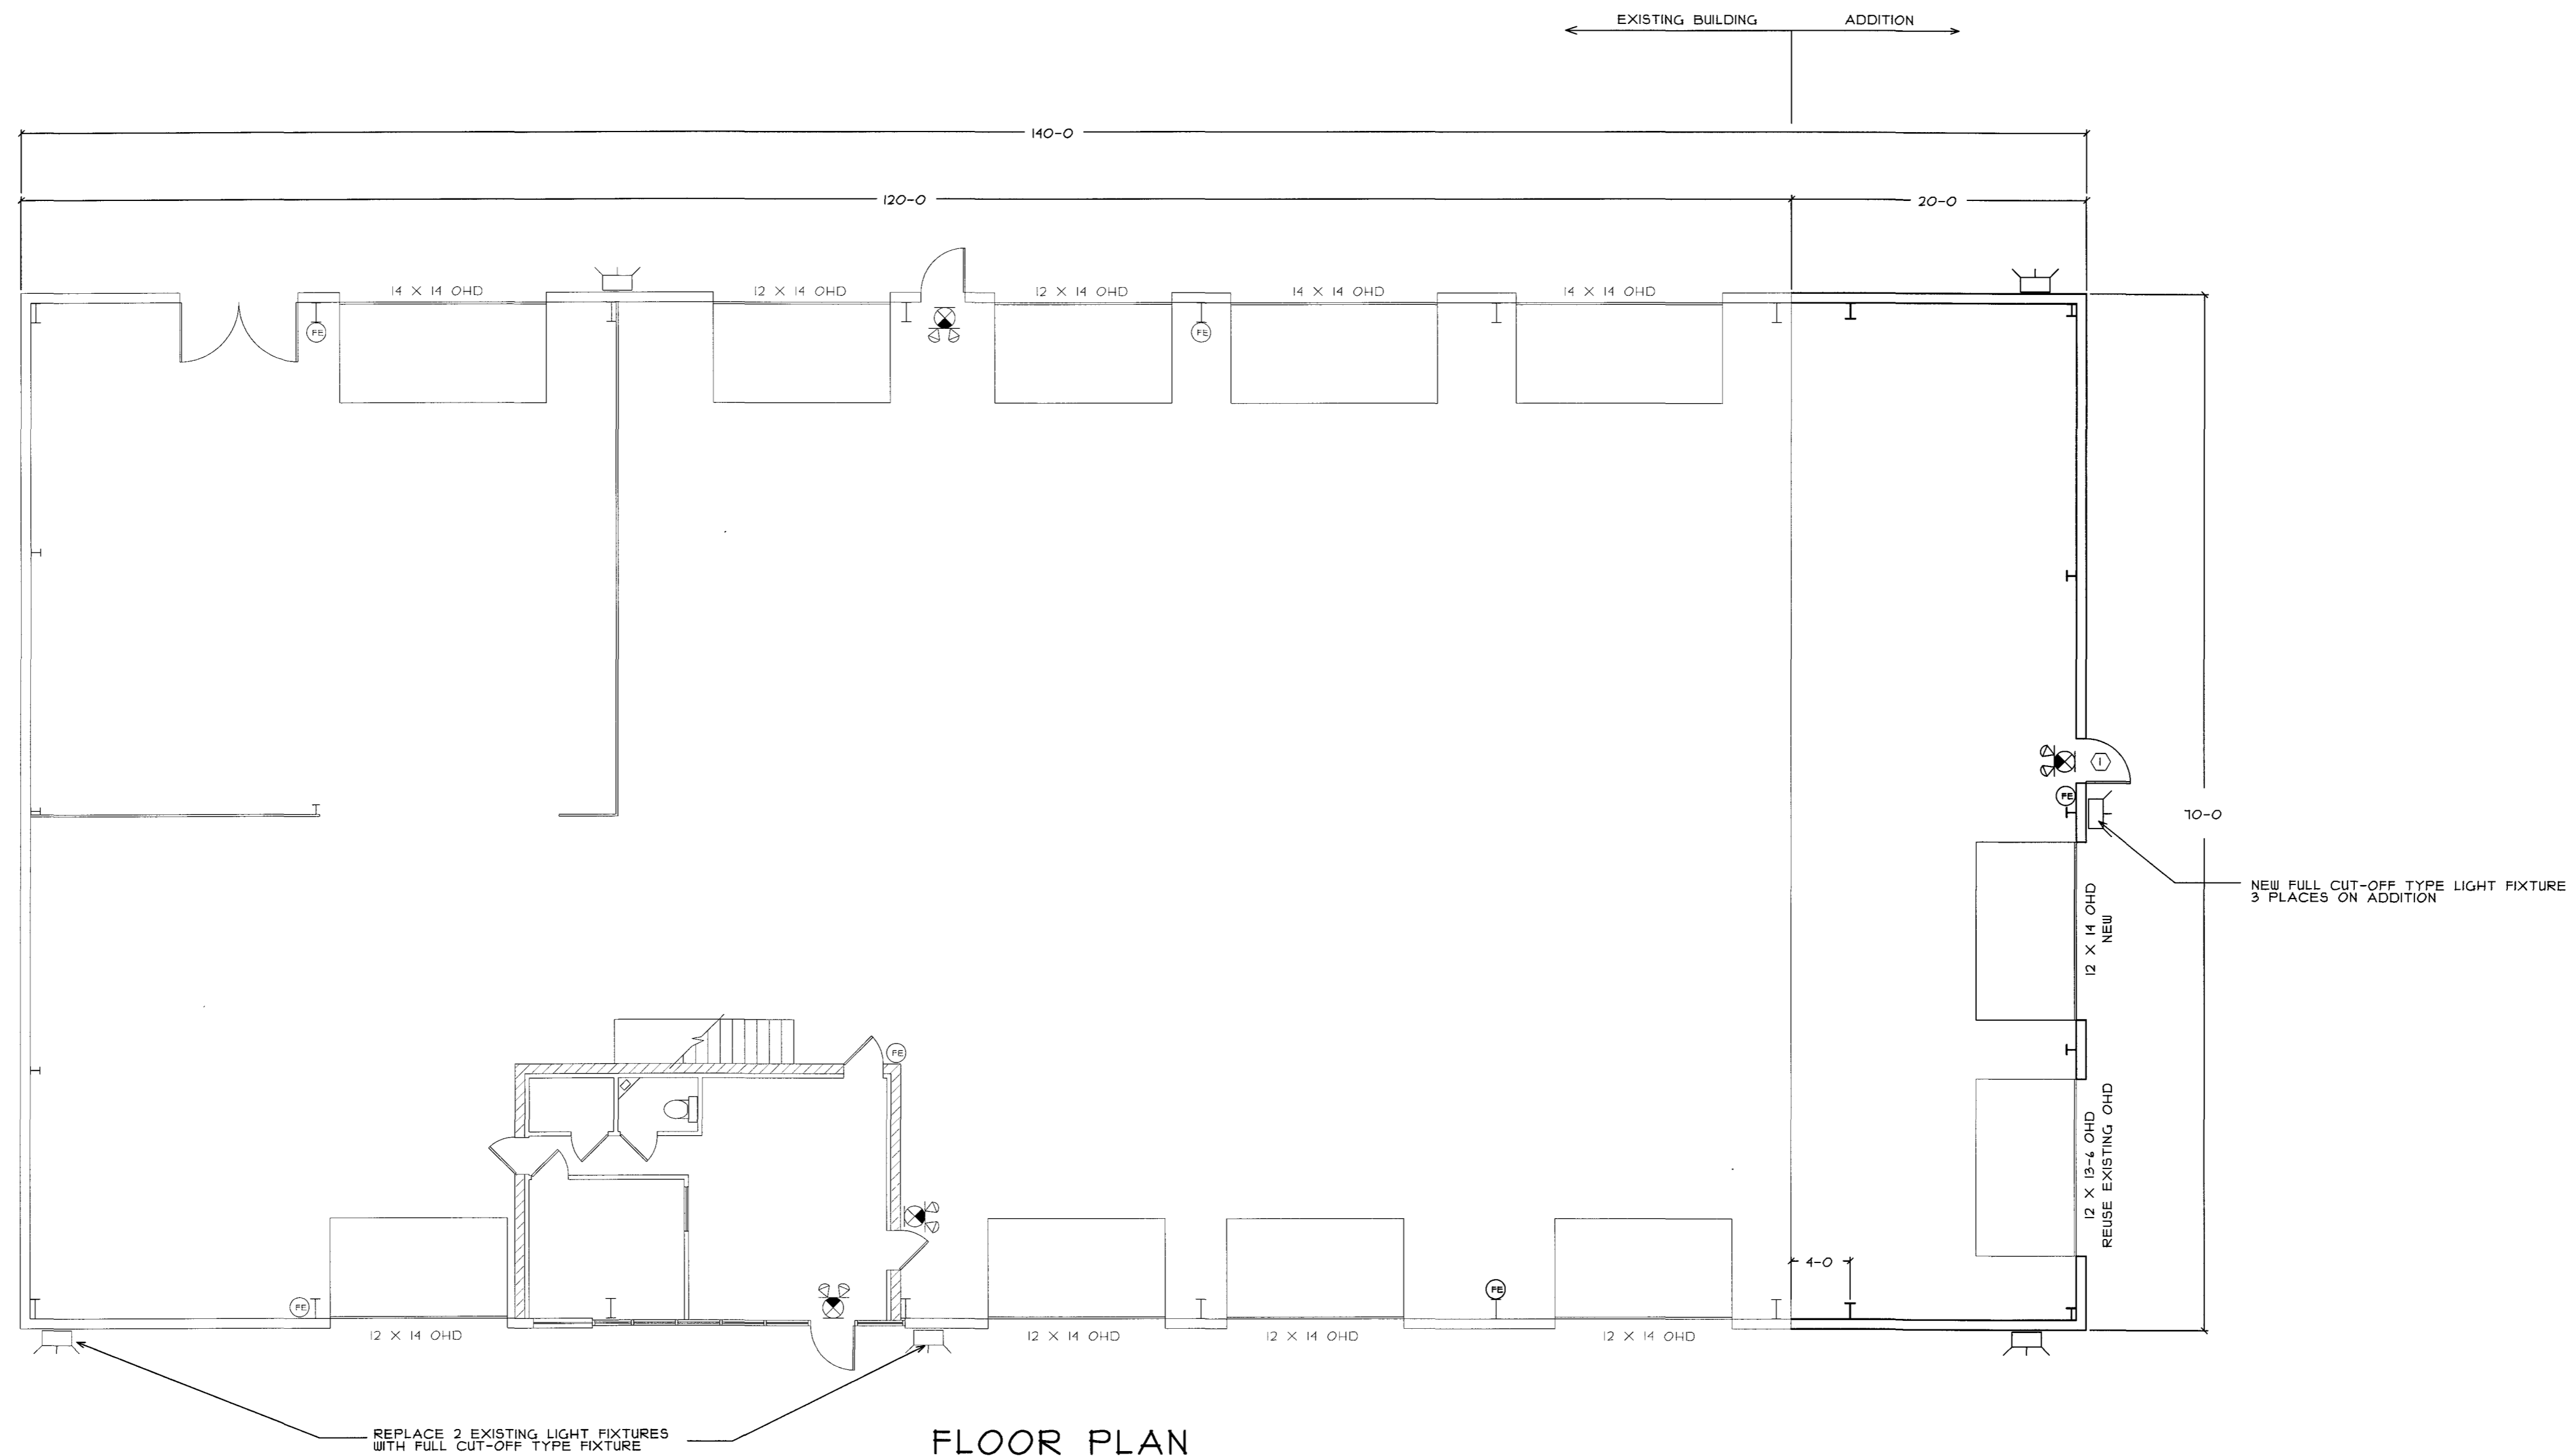 EXISTING BUILDING
ADDITION
140-0
120-0
20-0
14 X 14 OHD
12 X 14 OHD
12 X 14 OHD
14 X 14 OHD
14 X 14 OHD
FE
FE
1
FE
70-0
NEW FULL CUT-OFF TYPE LIGHT FIXTURE
3 PLACES ON ADDITION
12 X 14 OHD
NEW
FE
12 X 13-6 OHD
REUSE EXISTING OHD
4-0
FE
FE
12 X 14 OHD
12 X 14 OHD
12 X 14 OHD
12 X 14 OHD
REPLACE 2 EXISTING LIGHT FIXTURES
WITH FULL CUT-OFF TYPE FIXTURE
FLOOR PLAN